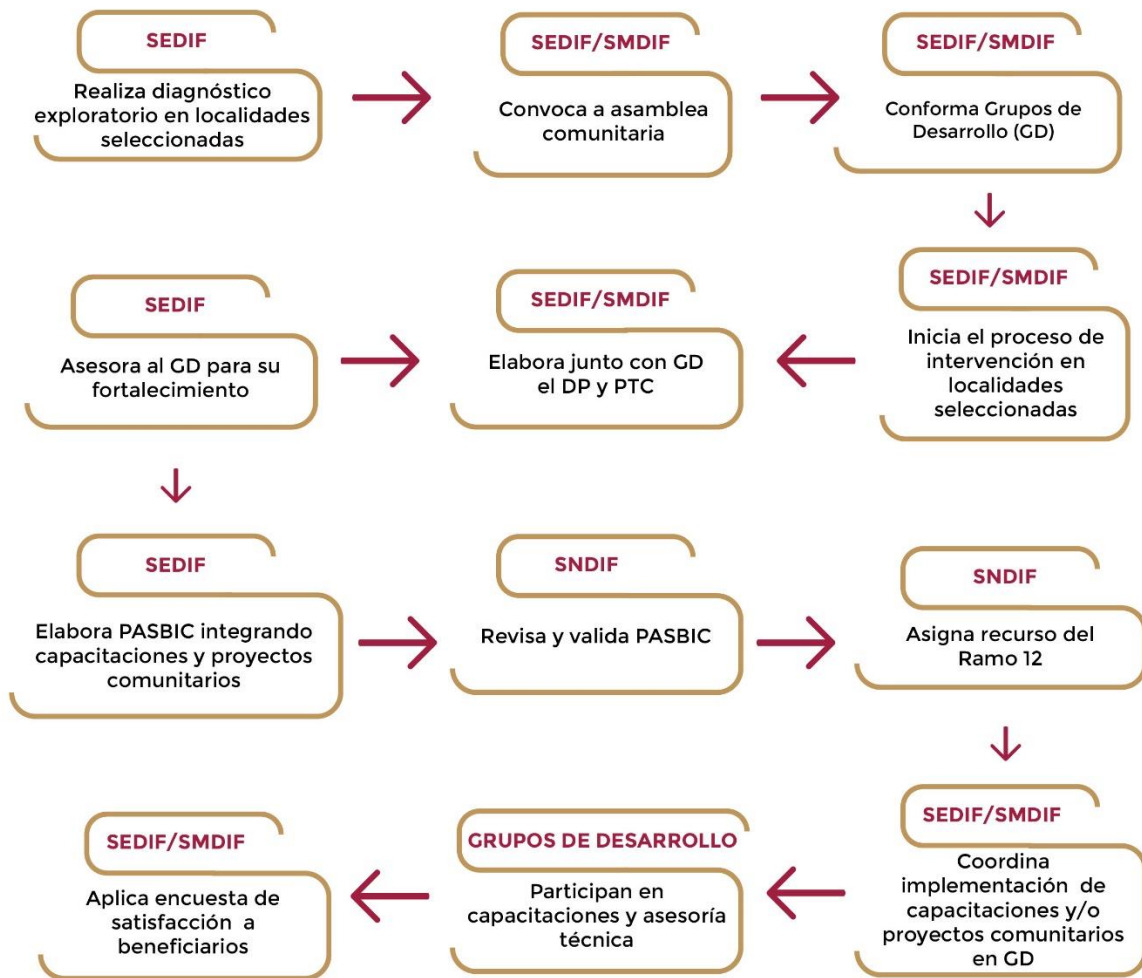 SEDIF
Realiza diagnóstico
exploratorio en localidades
seleccionadas
SEDIF/SMDIF
Convoca a asamblea
comunitaria
SEDIF/SMDIF
Conforma Grupos de
Desarrollo (GD)
SEDIF
Asesora al GD para su
fortalecimiento
SEDIF/SMDIF
Elabora junto con GD
el DP y PTC
SEDIF/SMDIF
Inicia el proceso de
intervención en
localidades
seleccionadas
SEDIF
Elabora PASBIC integrando
capacitaciones y proyectos
comunitarios
SNDIF
Revisa y valida PASBIC
SNDIF
Asigna recurso del
Ramo 12
SEDIF/SMDIF
Aplica encuesta de
satisfacción a
beneficiarios
GRUPOS DE DESARROLLO
Participan en
capacitaciones y asesoría
técnica
SEDIF/SMDIF
Coordina
implementación de
capacitaciones y/o
proyectos comunitarios
en GD